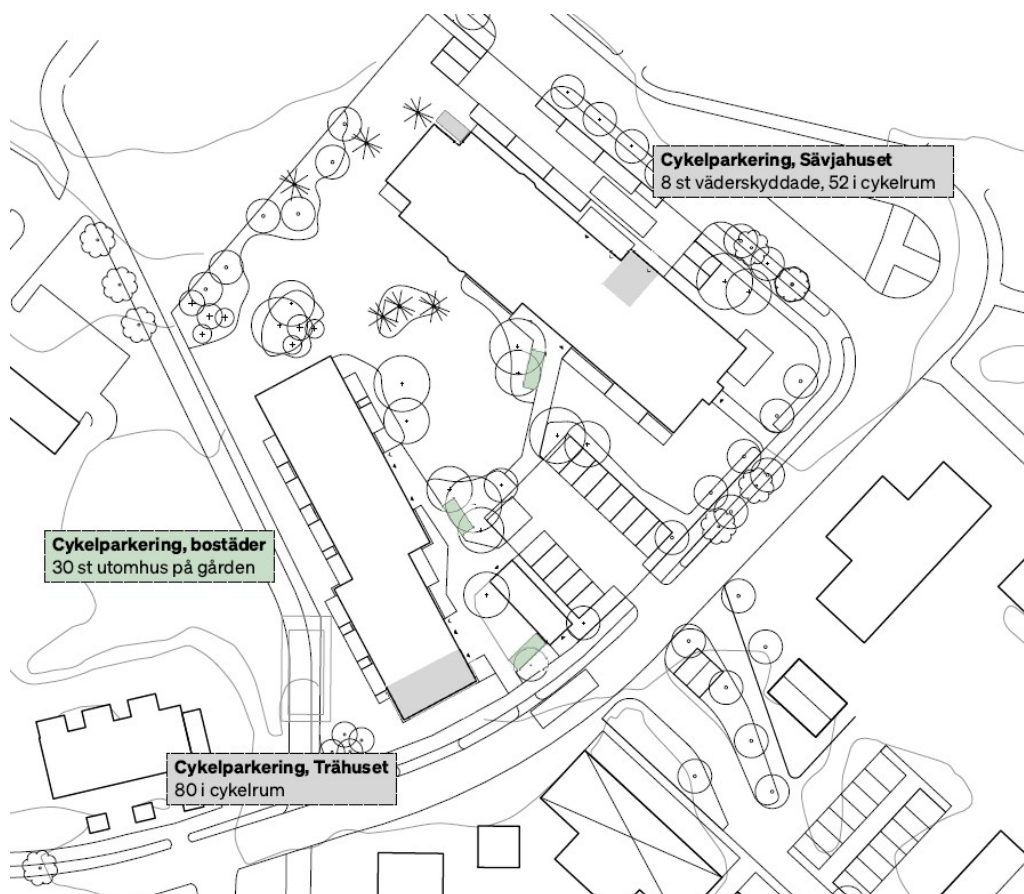 Cykelparkering, Sävjahuset
8 st väderskyddade, 52 i cykelrum
Cykelparkering, bostäder
30 st utomhus på gården
Cykelparkering, Trähuset
80 i cykelrum